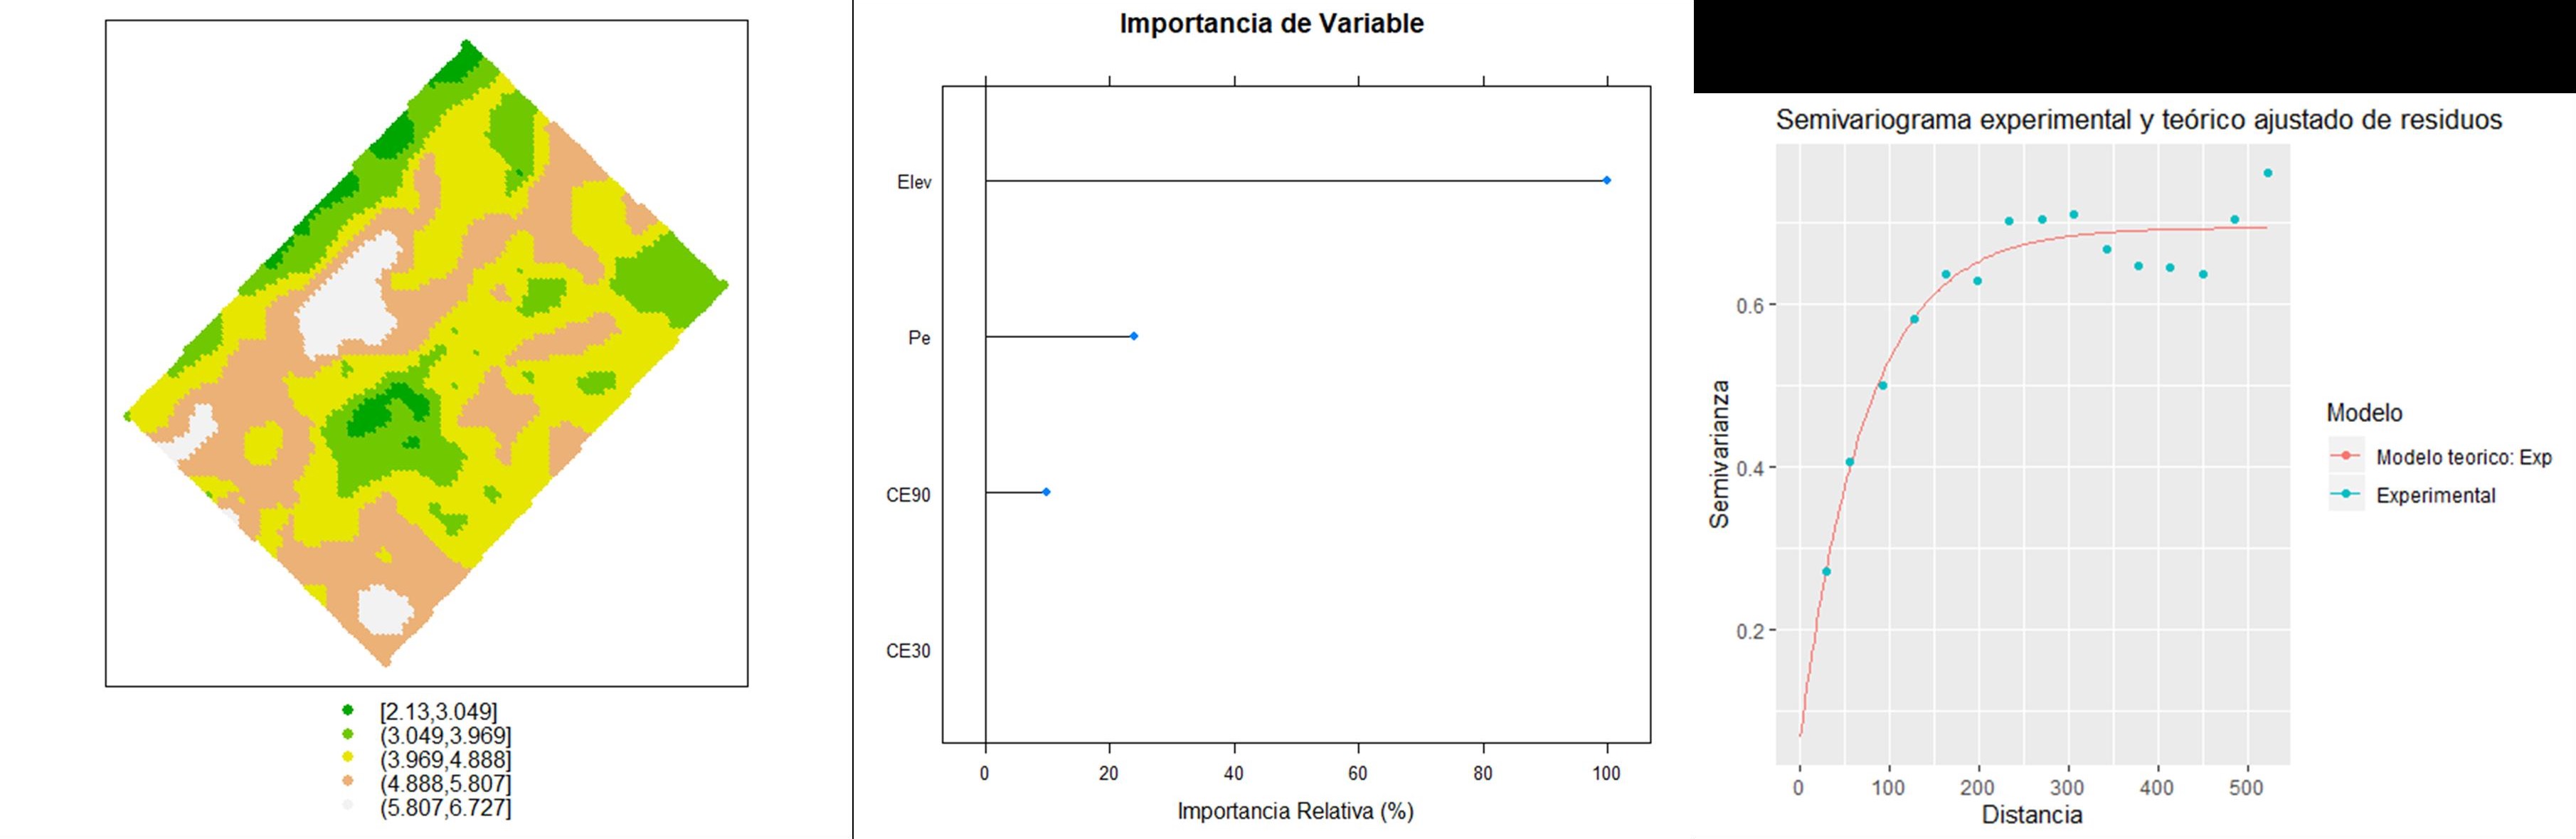 [2.13,3.049]
(3.049,3.969]
(3.969,4.888]
(4.888,5.807]
(5.807,6.727]
Importancia de Variable
Elev
Pe
CE90
CE30
0 20 40 60 80 100
Importancia Relativa (%)
Semivariograma experimental y teórico ajustado de residuos
Semivarianza
0.6
0.4
0.2
0 100 200 300 400 500
Distancia
Modelo
Modelo teorico: Exp
Experimental